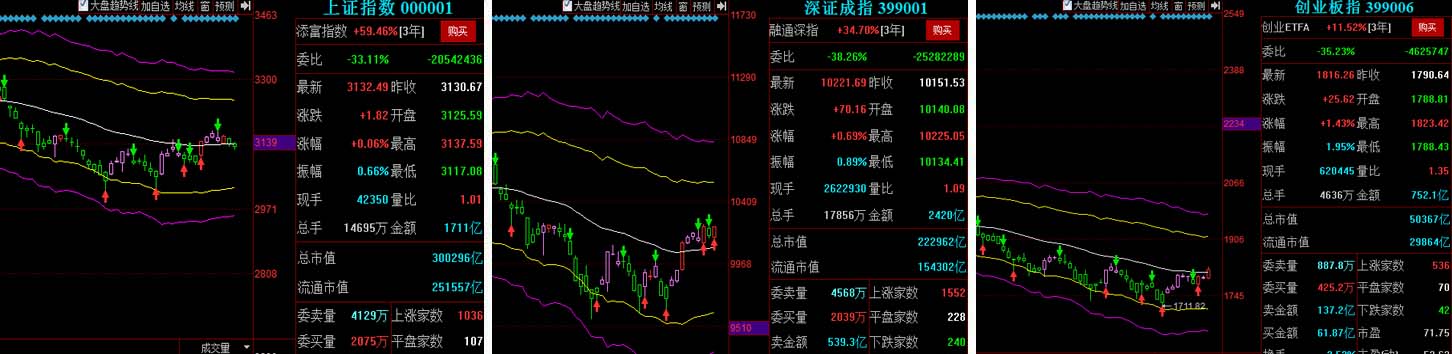 大盘趋势线 加自选 均线 窗 预测
3463
3300
3139
2971
2808
成交量
上证指数 000001
添富指数 +59.46%[3年] 购买
委比 -33.11% -20542436
最新 3132.49 昨收 3130.67
涨跌 +1.82 开盘 3125.59
涨幅 +0.06% 最高 3137.59
振幅 0.66% 最低 3117.08
现手 42350 量比 1.01
总手 14695万 金额 1711亿
总市值 300296亿
流通市值 251557亿
委卖量 4129万 上涨家数 1036
委买量 2075万 平盘家数 107
大盘趋势线 加自选 均线 窗 预测
11730
11290
10849
10409
9968
9510
深证成指 399001
融通深指 +34.70%[3年] 购买
委比 -38.26% -25282289
最新 10221.69 昨收 10151.53
涨跌 +70.16 开盘 10140.08
涨幅 +0.69% 最高 10225.05
振幅 0.89% 最低 10134.41
现手 2622930 量比 1.09
总手 17856万 金额 2420亿
总市值 222962亿
流通市值 154302亿
委卖量 4568万 上涨家数 1552
委买量 2039万 平盘家数 228
卖金额 539.3亿 下跌家数 240
大盘趋势线 加自选 均线 窗 预测
2549
2388
2234
2066
1906
1745
1711.82
创业板指 399006
创业ETFA +11.52%[3年] 购买
委比 -35.23% -4625747
最新 1816.26 昨收 1790.64
涨跌 +25.62 开盘 1788.81
涨幅 +1.43% 最高 1823.42
振幅 1.95% 最低 1788.43
现手 620445 量比 1.35
总手 4636万 金额 752.1亿
总市值 50367亿
流通市值 29864亿
委卖量 887.8万 上涨家数 536
委买量 425.2万 平盘家数 70
卖金额 137.2亿 下跌家数 42
买金额 61.87亿 市盈 71.75